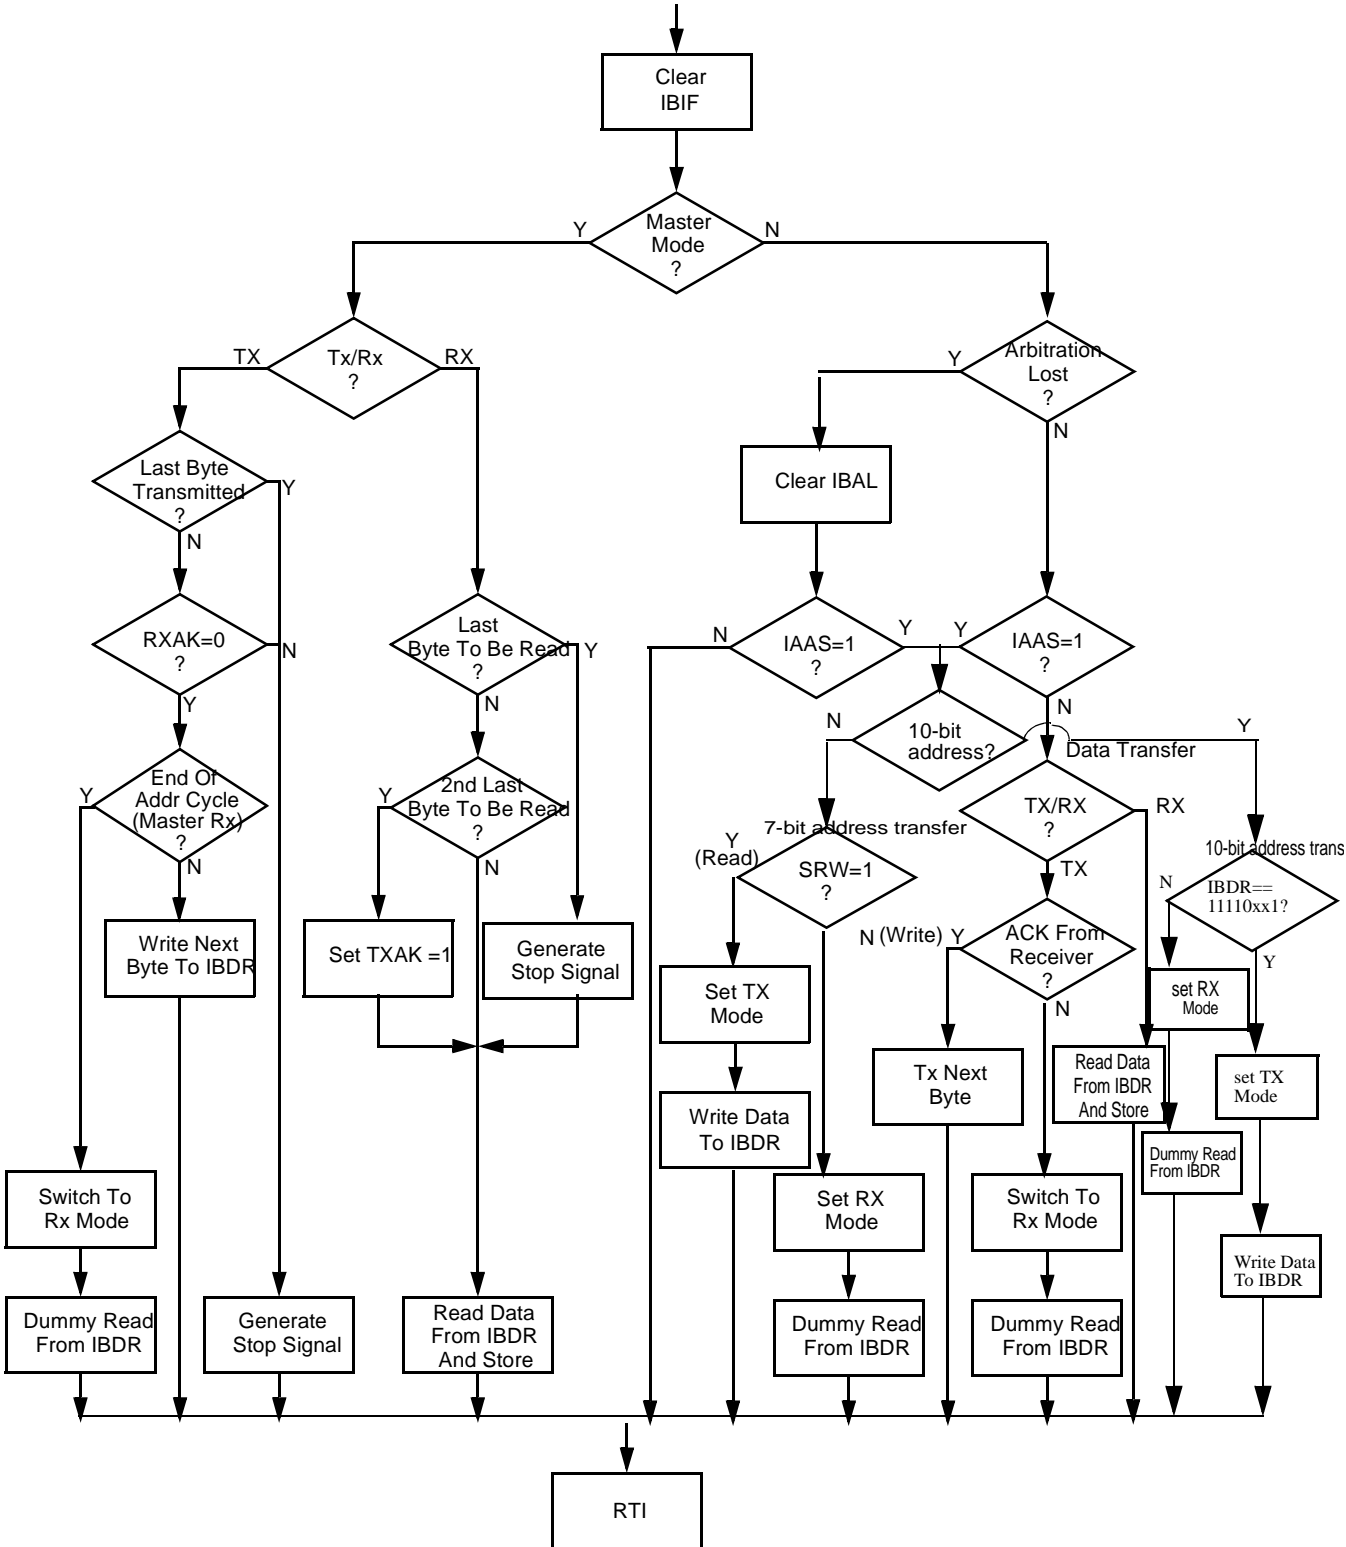 Clear
IBIF
Master
Mode
?
Y
N
Tx/Rx
?
TX
RX
Arbitration
Lost
?
Y
N
Last Byte
Transmitted
?
Y
N
Clear IBAL
RXAK=0
?
N
Y
Last
Byte To Be Read
?
Y
N
IAAS=1
?
N
Y
Y
IAAS=1
?
N
10-bit
address?
N
Y
Data Transfer
End Of
Addr Cycle
(Master Rx)
?
Y
N
2nd Last
Byte To Be Read
?
Y
N
TX/RX
?
RX
TX
7-bit address transfer
Y
(Read)
SRW=1
?
N (Write)
10-bit address trans
IBDR==
11110xx1?
N
Y
Write Next
Byte To IBDR
Set TXAK =1
Generate
Stop Signal
ACK From
Receiver
?
Y
N
Set TX
Mode
set RX
Mode
Tx Next
Byte
Read Data
From IBDR
And Store
set TX
Mode
Write Data
To IBDR
Dummy Read
From IBDR
Switch To
Rx Mode
Set RX
Mode
Switch To
Rx Mode
Write Data
To IBDR
Dummy Read
From IBDR
Generate
Stop Signal
Read Data
From IBDR
And Store
Dummy Read
From IBDR
Dummy Read
From IBDR
RTI